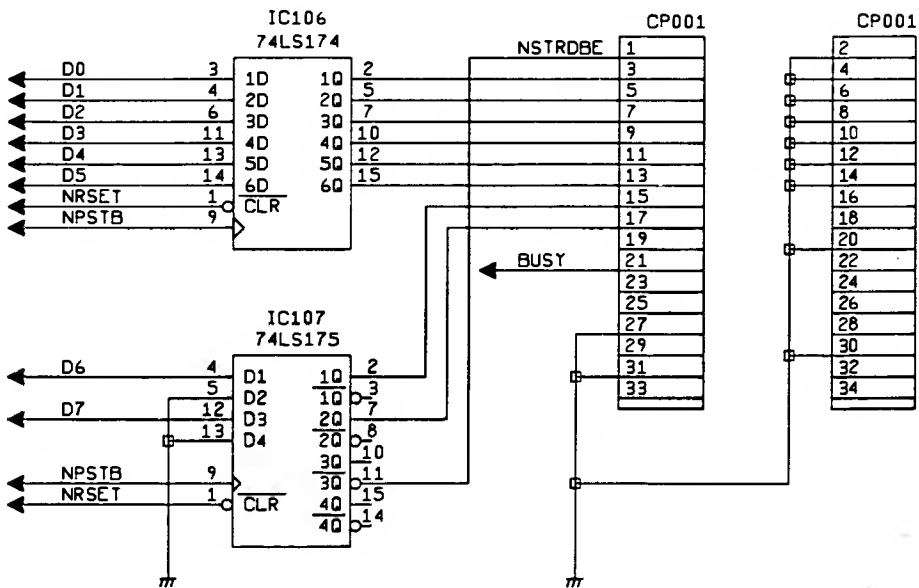 IC106
74LS174
D0 3 1D 1Q 2
D1 4 2D 2Q 5
D2 6 3D 3Q 7
D3 11 4D 4Q 10
D4 13 5D 5Q 12
D5 14 6D 6Q 15
NRSET 1 CLR
NPSTB 9
IC107
74LS175
D6 4 D1 1Q 2
5 D2 1Q 3
D7 12 D3 2Q 7
13 D4 2Q 8
3Q 10
NPSTB 9 3Q 11
NRSET 1 CLR 4Q 15
4Q 14
NSTRDBE
BUSY
CP001
1
3
5
7
9
11
13
15
17
19
21
23
25
27
29
31
33
CP001
2
4
6
8
10
12
14
16
18
20
22
24
26
28
30
32
34